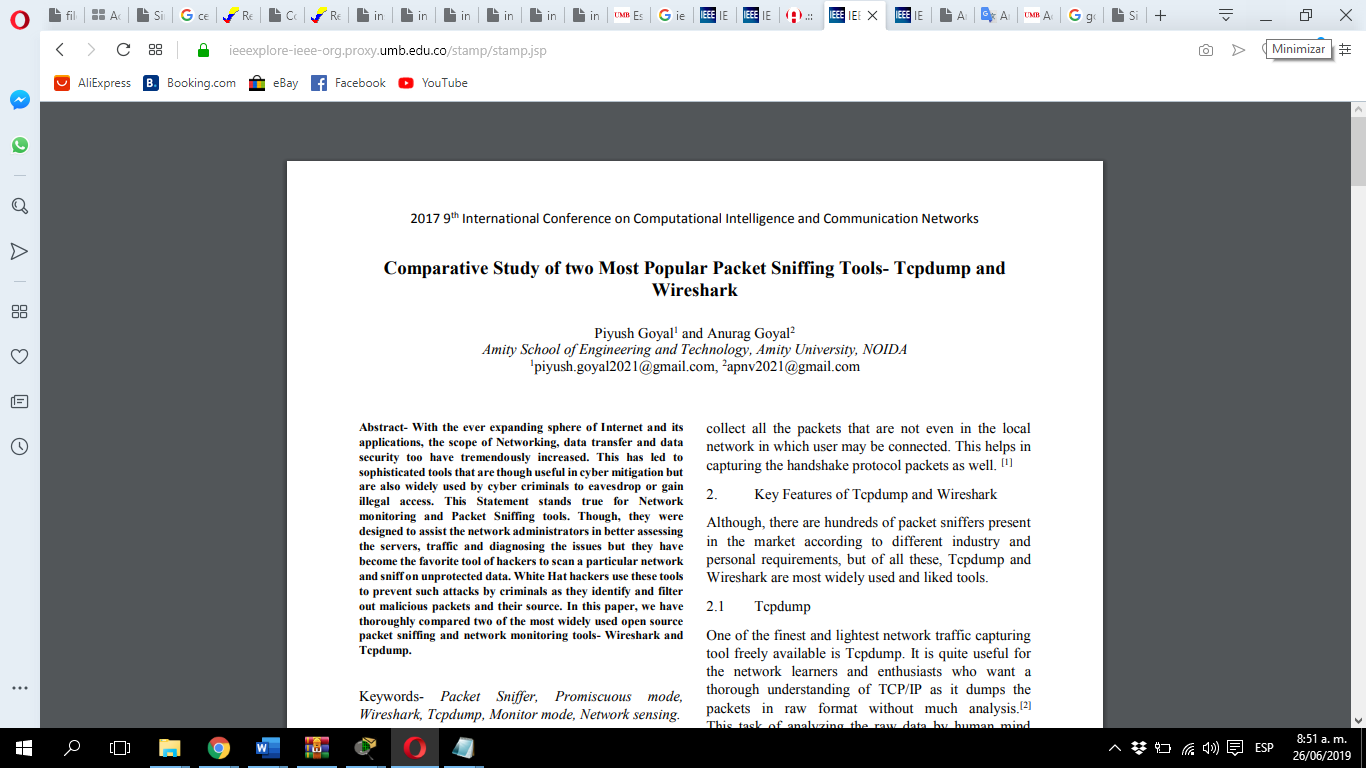 fil
Ac
Si
ce
Re
Co
Re
in
in
in
in
in
in
UMB Es
ie
IEEE IE
IEEE IE
.::
IEEE IEE
IEEE IE
A
A
UMB A
go
Si
ieeexplore-ieee-org.proxy.umb.edu.co/stamp/stamp.jsp
Minimizar
AliExpress
B. Booking.com
eBay
Facebook
YouTube
2017 9th International Conference on Computational Intelligence and Communication Networks
Comparative Study of two Most Popular Packet Sniffing Tools- Tcpdump and
Wireshark
Piyush Goyal1 and Anurag Goyal2
Amity School of Engineering and Technology, Amity University, NOIDA
1piyush.goyal2021@gmail.com, 2apnv2021@gmail.com
Abstract- With the ever expanding sphere of Internet and its
applications, the scope of Networking, data transfer and data
security too have tremendously increased. This has led to
sophisticated tools that are though useful in cyber mitigation but
are also widely used by cyber criminals to eavesdrop or gain
illegal access. This Statement stands true for Network
monitoring and Packet Sniffing tools. Though, they were
designed to assist the network administrators in better assessing
the servers, traffic and diagnosing the issues but they have
become the favorite tool of hackers to scan a particular network
and sniff on unprotected data. White Hat hackers use these tools
to prevent such attacks by criminals as they identify and filter
out malicious packets and their source. In this paper, we have
thoroughly compared two of the most widely used open source
packet sniffing and network monitoring tools- Wireshark and
Tcpdump.
Keywords- Packet Sniffer, Promiscuous mode,
Wireshark, Tcpdump, Monitor mode, Network sensing.
collect all the packets that are not even in the local
network in which user may be connected. This helps in
capturing the handshake protocol packets as well. [1]
2. Key Features of Tcpdump and Wireshark
Although, there are hundreds of packet sniffers present
in the market according to different industry and
personal requirements, but of all these, Tcpdump and
Wireshark are most widely used and liked tools.
2.1 Tcpdump
One of the finest and lightest network traffic capturing
tool freely available is Tcpdump. It is quite useful for
the network learners and enthusiasts who want a
thorough understanding of TCP/IP as it dumps the
packets in raw format without much analysis.[2]
This task of analyzing the raw data by human mind
ESP
8:51 a. m.
26/06/2019